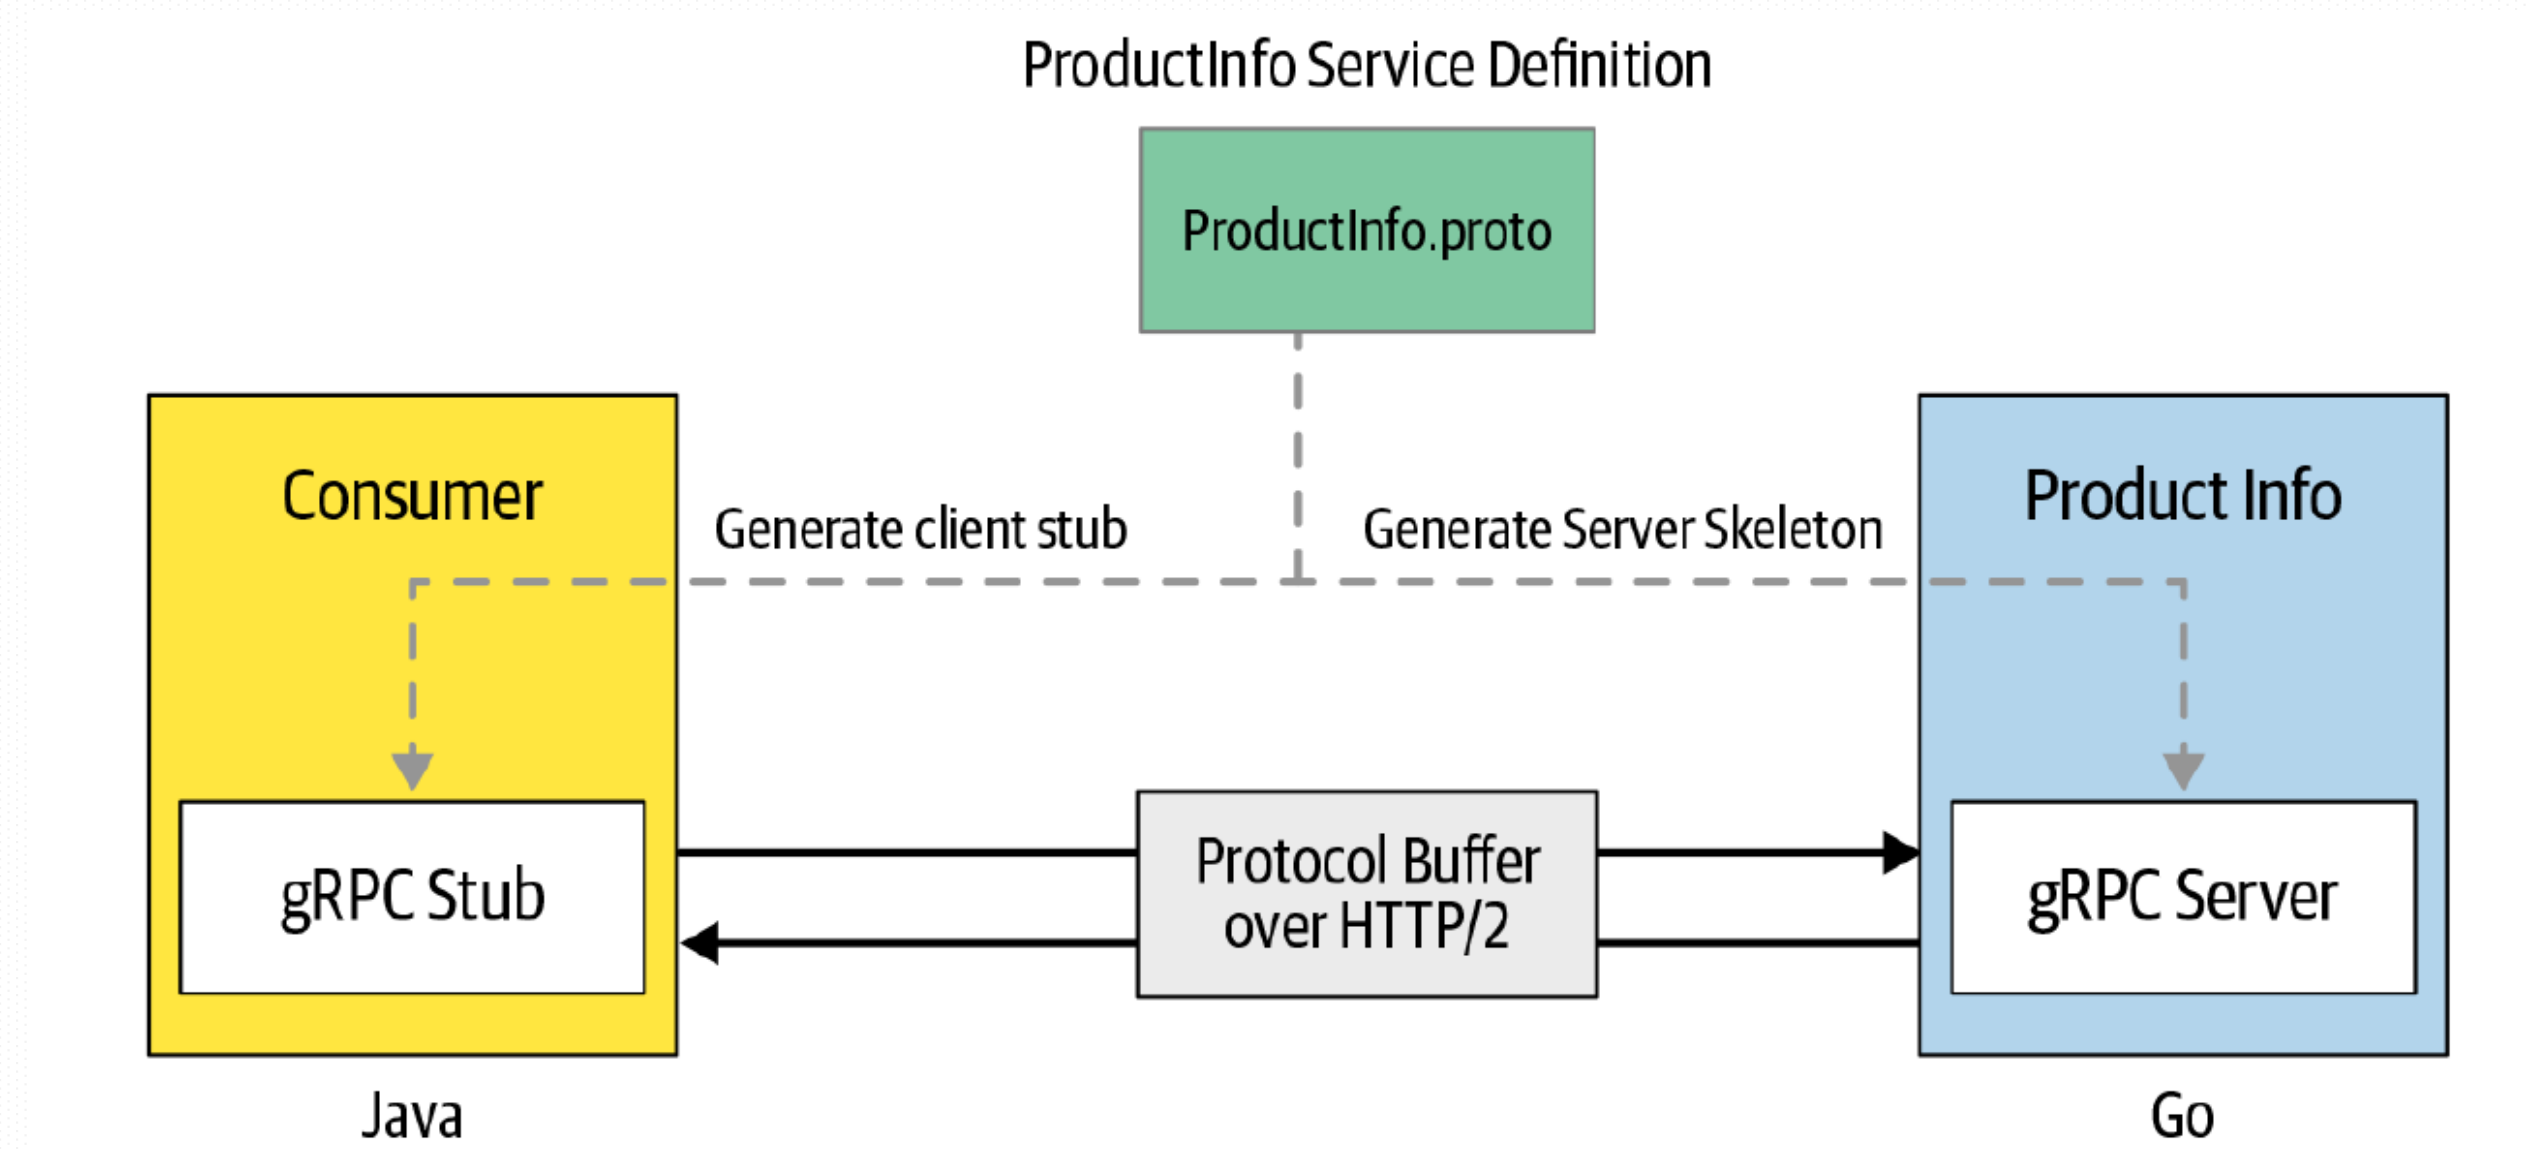 ProductInfo Service Definition
ProductInfo.proto
Consumer
Product Info
Generate client stub
Generate Server Skeleton
gRPC Stub
Protocol Buffer
over HTTP/2
gRPC Server
Java
Go